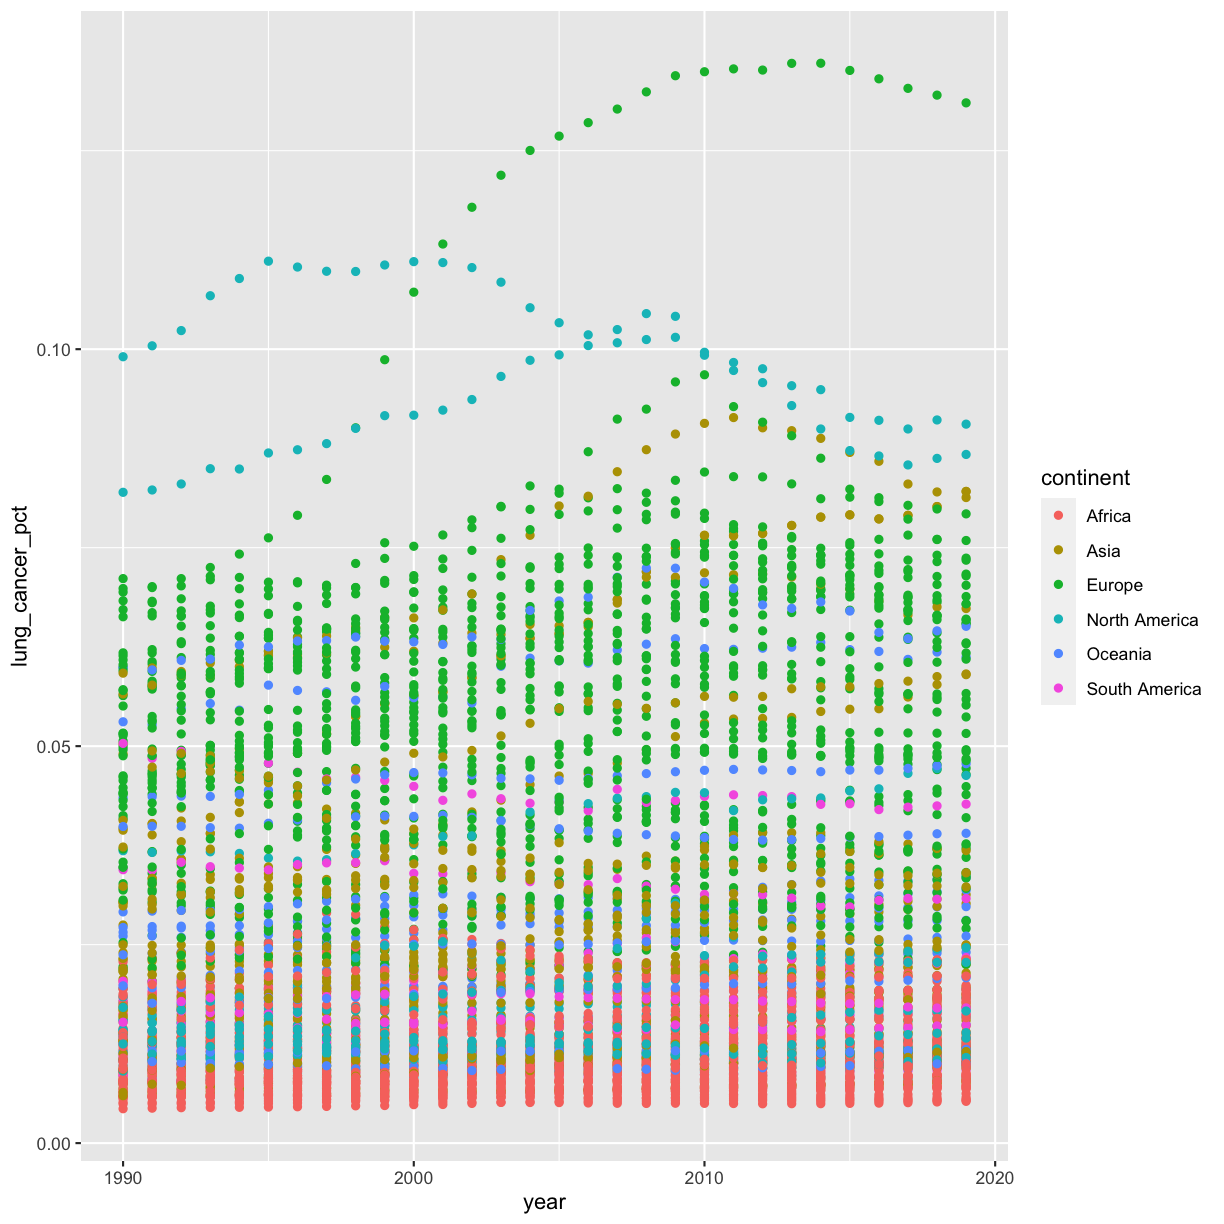 lung_cancer_pct
0.10
0.05
0.00
1990
2000
2010
2020
year
continent
Africa
Asia
Europe
North America
Oceania
South America